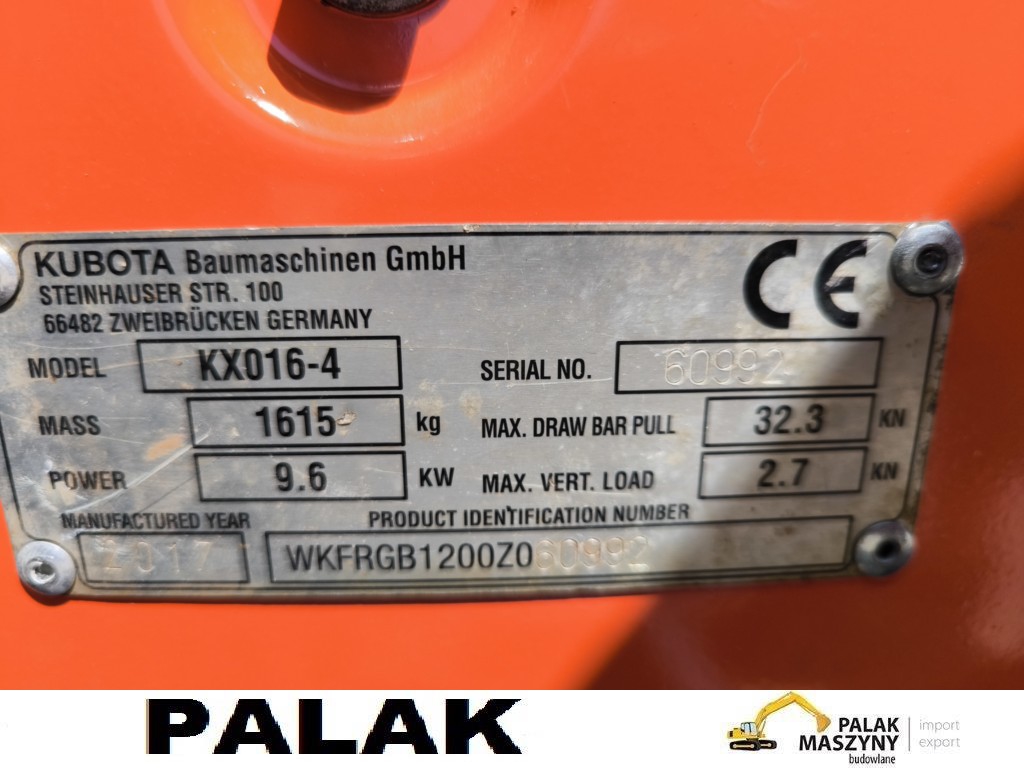 KUBOTA Baumaschinen GmbH
STEINHAUSER STR. 100
66482 ZWEIBRÜCKEN GERMANY
CE
MODEL KX016-4 SERIAL NO. 60992
MASS 1615 kg MAX. DRAW BAR PULL 32.3 KN
POWER 9.6 KW MAX. VERT. LOAD 2.7 KN
MANUFACTURED YEAR PRODUCT IDENTIFICATION NUMBER
2017 WKFRGB1200Z060992
PALAK
PALAK MASZYNY budowlane
import
export